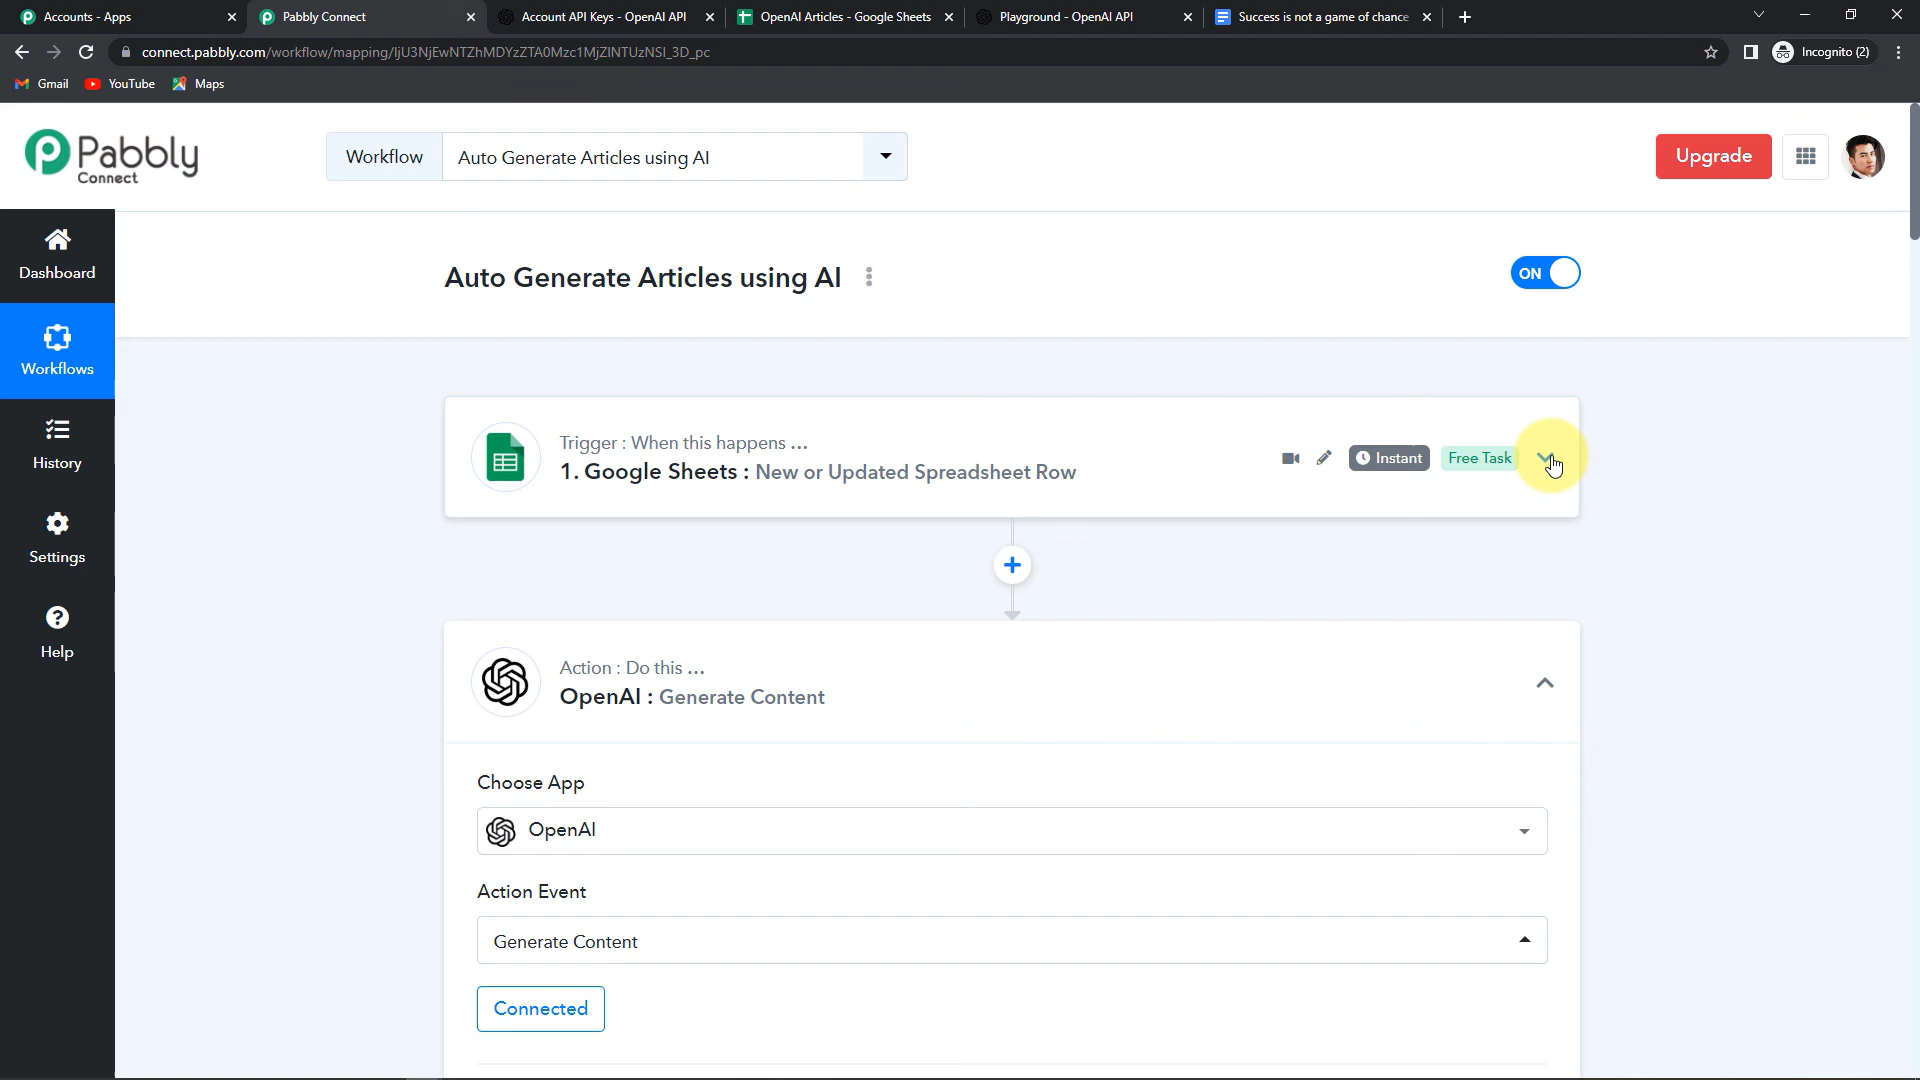 Accounts - Apps
Pabbly Connect
Account API Keys - OpenAI API
OpenAI Articles - Google Sheets
Playground - OpenAI API
Success is not a game of chance
connect.pabbly.com/workflow/mapping/IjU3NjEwNTZhMDYzZTA0Mzc1MjZlNTUzNSI_3D_pc
Incognito (2)
Gmail
YouTube
Maps
Pabbly
Connect
Workflow
Auto Generate Articles using AI
Upgrade
Dashboard
Workflows
History
Settings
Help
Auto Generate Articles using AI
ON
Trigger : When this happens ...
1. Google Sheets : New or Updated Spreadsheet Row
Instant
Free Task
Action : Do this ...
OpenAI : Generate Content
Choose App
OpenAI
Action Event
Generate Content
Connected